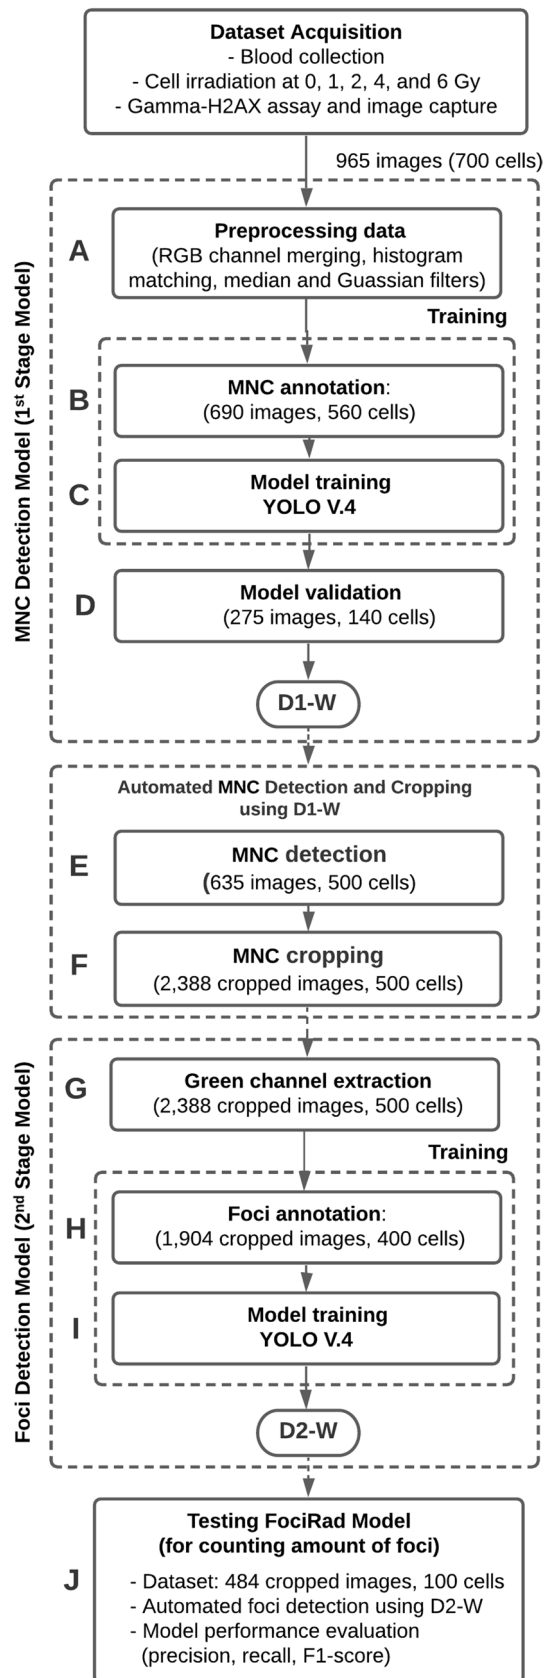 Dataset Acquisition
- Blood collection
- Cell irradiation at 0, 1, 2, 4, and 6 Gy
- Gamma-H2AX assay and image capture
965 images (700 cells)
MNC Detection Model (1st Stage Model)
A
Preprocessing data
(RGB channel merging, histogram
matching, median and Guassian filters)
Training
B
MNC annotation:
(690 images, 560 cells)
C
Model training
YOLO V.4
D
Model validation
(275 images, 140 cells)
D1-W
Automated MNC Detection and Cropping
using D1-W
E
MNC detection
(635 images, 500 cells)
F
MNC cropping
(2,388 cropped images, 500 cells)
Foci Detection Model (2nd Stage Model)
G
Green channel extraction
(2,388 cropped images, 500 cells)
Training
H
Foci annotation:
(1,904 cropped images, 400 cells)
I
Model training
YOLO V.4
D2-W
J
Testing FociRad Model
(for counting amount of foci)
- Dataset: 484 cropped images, 100 cells
- Automated foci detection using D2-W
- Model performance evaluation
(precision, recall, F1-score)